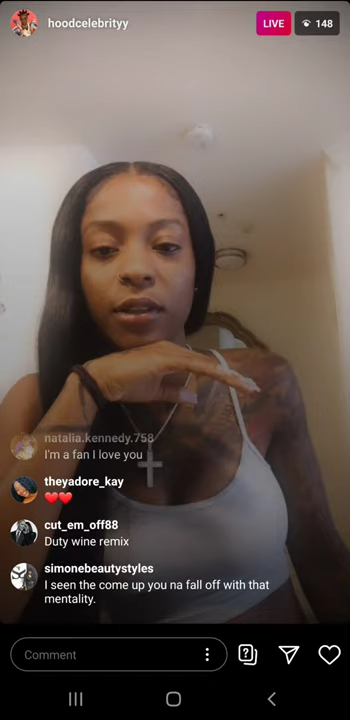 hoodcelebrityy
LIVE
148
natalia.kennedy.758
I'm a fan I love you
theyadore_kay
❤️❤️
cut_em_off88
Duty wine remix
simonebeautystyles
I seen the come up you na fall off with that
mentality.
Comment